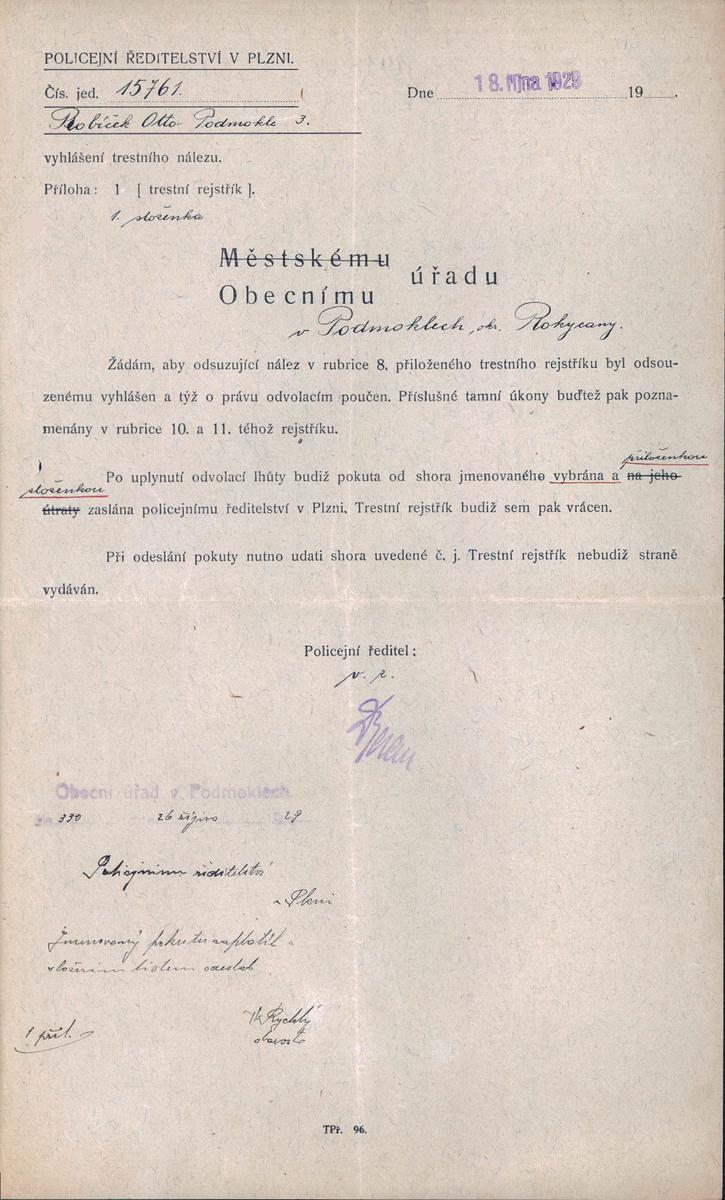 POLICEJNÍ ŘEDITELSTVÍ V PLZNI.
Čís. jed. 15761.
Dne 18. října 1929 19 .
Robíček Otto Podmokle 3.
vyhlášení trestního nálezu.
Příloha: 1 [ trestní rejstřík ].
1. složenka
Městskému
úřadu
Obecnímu
v Podmoklech, okr. Rokycany.
Žádám, aby odsuzující nález v rubrice 8. přiloženého trestního rejstříku byl odsou-
zenému vyhlášen a týž o právu odvolacím poučen. Příslušné tamní úkony buďtež pak pozna-
menány v rubrice 10. a 11. téhož rejstříku.
přiloženkou
Po uplynutí odvolací lhůty budiž pokuta od shora jmenovaného vybrána a na jeho
složenkou
útraty zaslána policejnímu ředitelství v Plzni. Trestní rejstřík budiž sem pak vrácen.
Při odeslání pokuty nutno udati shora uvedené č. j. Trestní rejstřík nebudiž straně
vydáván.
Policejní ředitel:
v. z.
Obecní úřad v Podmoklech
330 26 října 29
Policejnímu ředitelství
v Plzni
Jmenovaný pokutu zaplatil a
složním listem odeslal
Rychlý
starosta
1 příl.
TPř. 96.